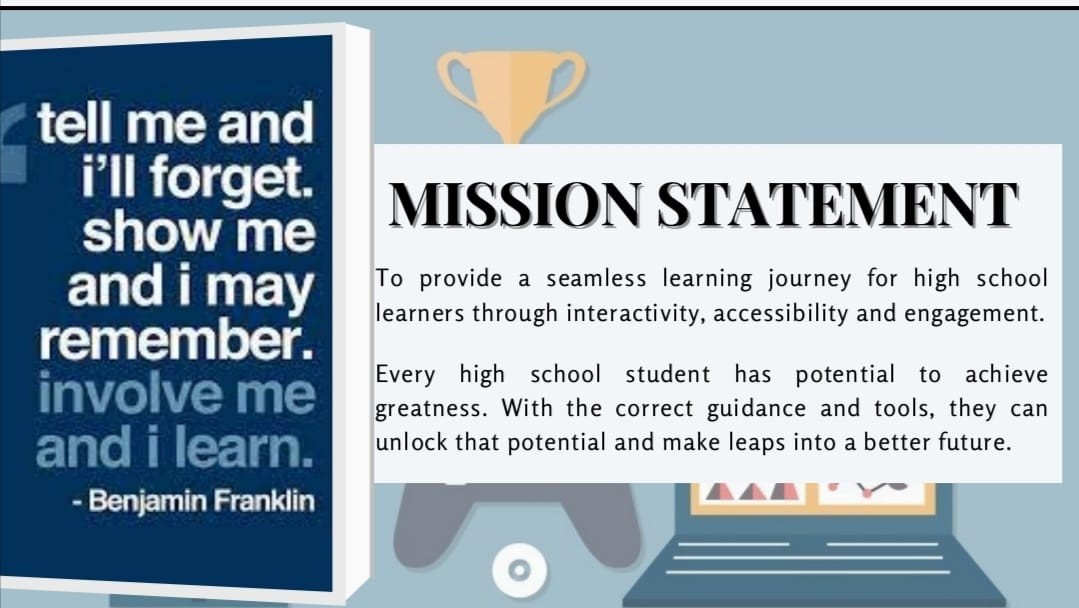 tell me and
i'll forget.
show me
and i may
remember.
involve me
and i learn.
- Benjamin Franklin
MISSION STATEMENT
To provide a seamless learning journey for high school
learners through interactivity, accessibility and engagement.
Every high school student has potential to achieve
greatness. With the correct guidance and tools, they can
unlock that potential and make leaps into a better future.